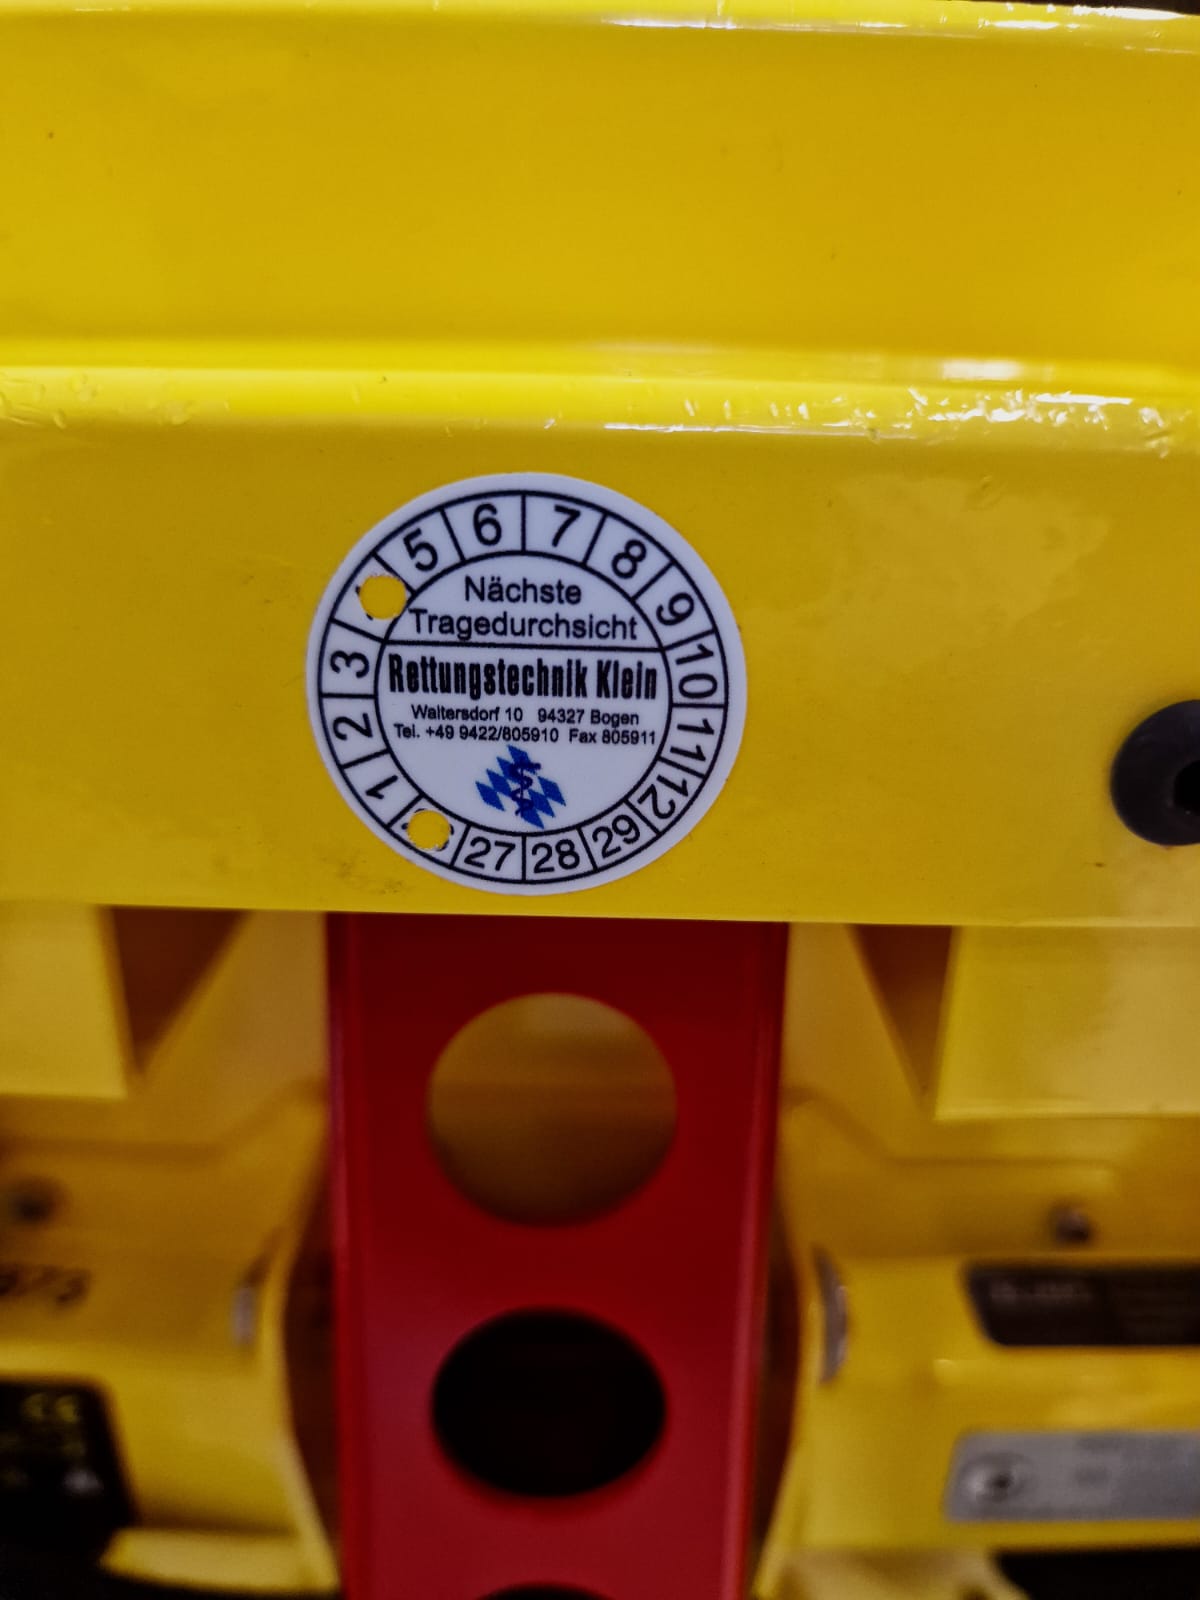 5 6 7 8 9 10 11 12
3 2 1
27 28 29
Nächste
Tragedurchsicht
Rettungstechnik Klein
Waltersdorf 10 94327 Bogen
Tel. +49 9422/805910 Fax 805911
CE